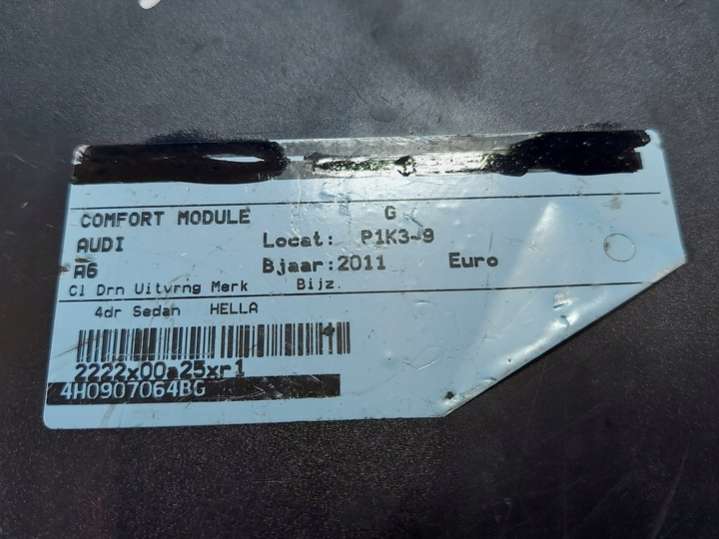 COMFORT MODULE G
AUDI Locat: P1K3-9
A6 Bjaar:2011 Euro
Cl Drn Uitvrng Merk Bijz.
4dr Sedan HELLA
4
2222x00a25xr1
4H0907064BG